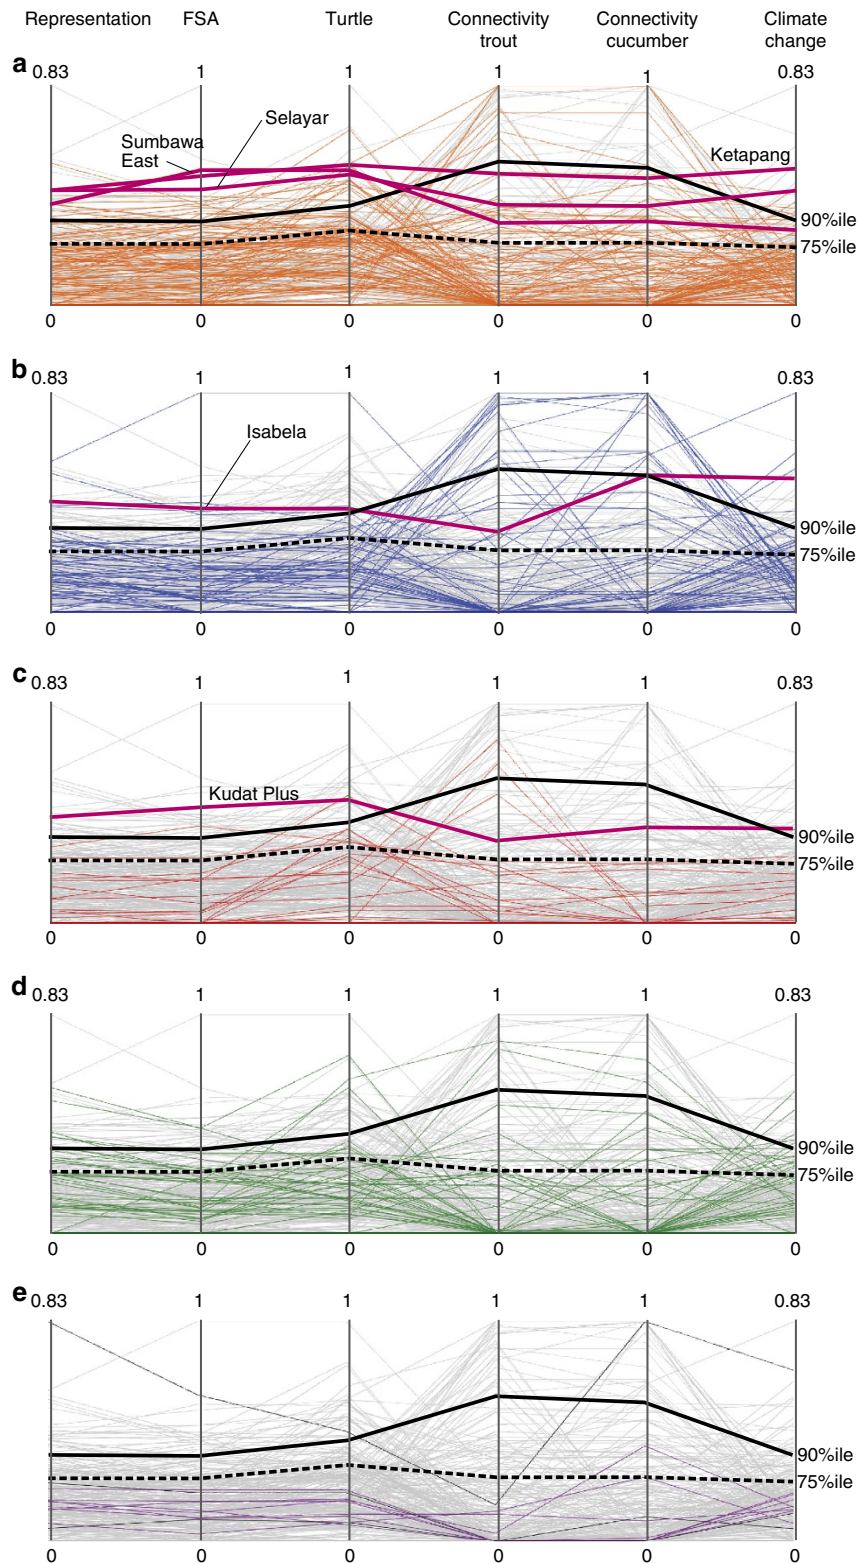 Representation FSA Turtle Connectivity trout Connectivity cucumber Climate change
a
0.83 1 1 1 1 0.83
Selayar
Sumbawa East
Ketapang
90%ile
75%ile
0 0 0 0 0 0
b
0.83 1 1 1 1 0.83
Isabela
90%ile
75%ile
0 0 0 0 0 0
c
0.83 1 1 1 1 0.83
Kudat Plus
90%ile
75%ile
0 0 0 0 0 0
d
0.83 1 1 1 1 0.83
90%ile
75%ile
0 0 0 0 0 0
e
0.83 1 1 1 1 0.83
90%ile
75%ile
0 0 0 0 0 0